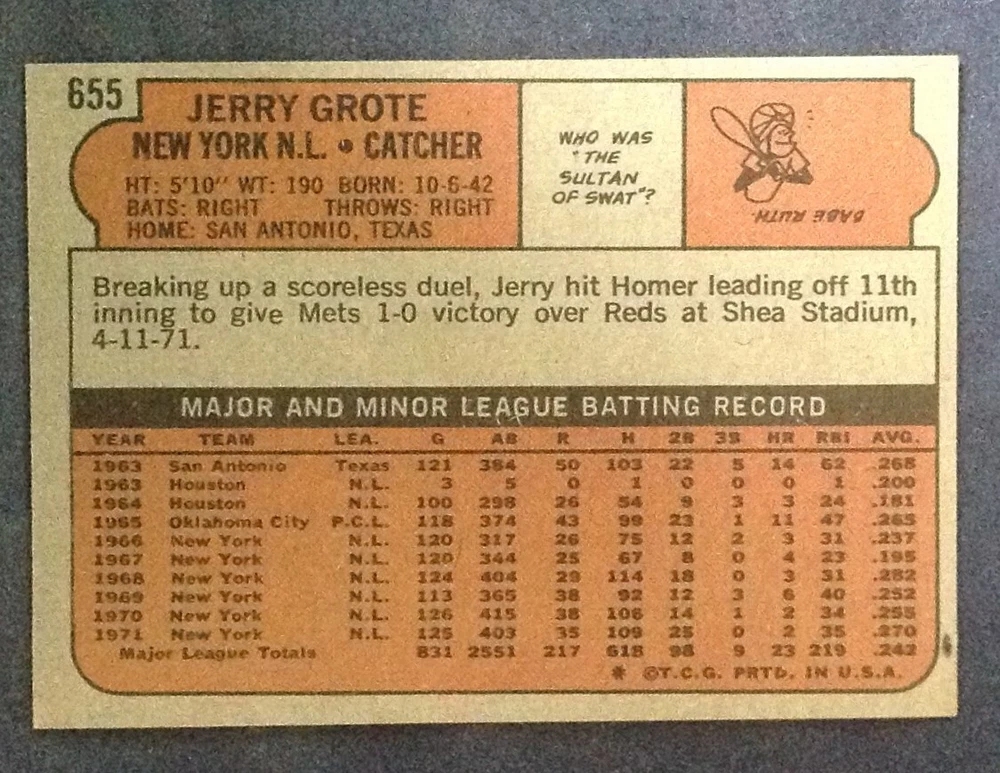 655
JERRY GROTE
NEW YORK N.L. • CATCHER
HT: 5'10" WT: 190 BORN: 10-6-42
BATS: RIGHT THROWS: RIGHT
HOME: SAN ANTONIO, TEXAS
WHO WAS
"THE
SULTAN
OF SWAT"?
BABE RUTH
Breaking up a scoreless duel, Jerry hit Homer leading off 11th
inning to give Mets 1-0 victory over Reds at Shea Stadium,
4-11-71.
MAJOR AND MINOR LEAGUE BATTING RECORD
YEAR TEAM LEA. G AB R H 2B 3B HR RBI AVG.
1963 San Antonio Texas 121 384 50 103 22 5 14 62 .268
1963 Houston N.L. 3 5 0 1 0 0 0 1 .200
1964 Houston N.L. 100 298 26 54 9 3 3 24 .181
1965 Oklahoma City P.C.L. 118 374 43 99 23 1 11 47 .265
1966 New York N.L. 120 317 26 75 12 2 3 31 .237
1967 New York N.L. 120 344 25 67 8 0 4 23 .195
1968 New York N.L. 124 404 29 114 18 0 3 31 .282
1969 New York N.L. 113 365 38 92 12 3 6 40 .252
1970 New York N.L. 126 415 38 106 14 1 2 34 .255
1971 New York N.L. 125 403 35 109 25 0 2 35 .270
Major League Totals 831 2551 217 618 98 9 23 219 .242
* ©T.C.G. PRTD. IN U.S.A.